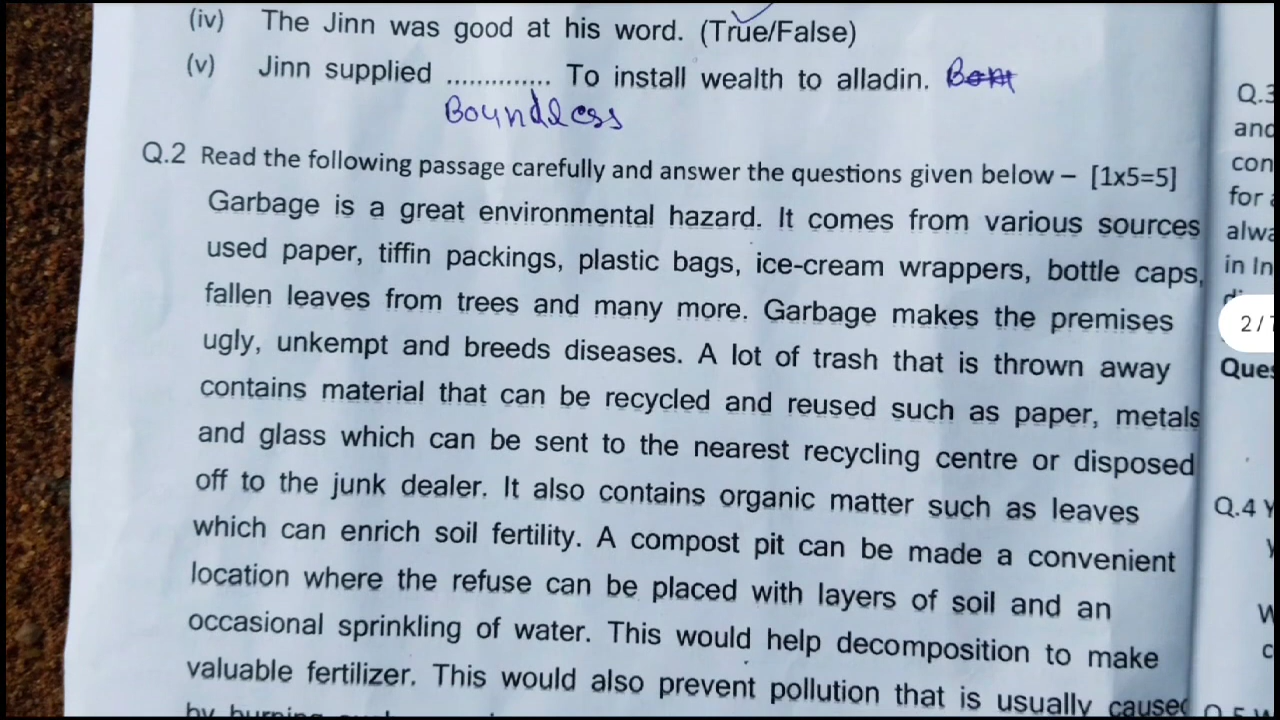 (iv) The Jinn was good at his word. (True/False)
(v) Jinn supplied .............. To install wealth to alladin.
Boundless
Q.2 Read the following passage carefully and answer the questions given below – [1x5=5]
Garbage is a great environmental hazard. It comes from various sources
used paper, tiffin packings, plastic bags, ice-cream wrappers, bottle caps,
fallen leaves from trees and many more. Garbage makes the premises
ugly, unkempt and breeds diseases. A lot of trash that is thrown away
contains material that can be recycled and reused such as paper, metals
and glass which can be sent to the nearest recycling centre or disposed
off to the junk dealer. It also contains organic matter such as leaves
which can enrich soil fertility. A compost pit can be made a convenient
location where the refuse can be placed with layers of soil and an
occasional sprinkling of water. This would help decomposition to make
valuable fertilizer. This would also prevent pollution that is usually caused
by burning
Q.3
and
con
for
alwa
in In
2/7
Ques
Q.4 Y